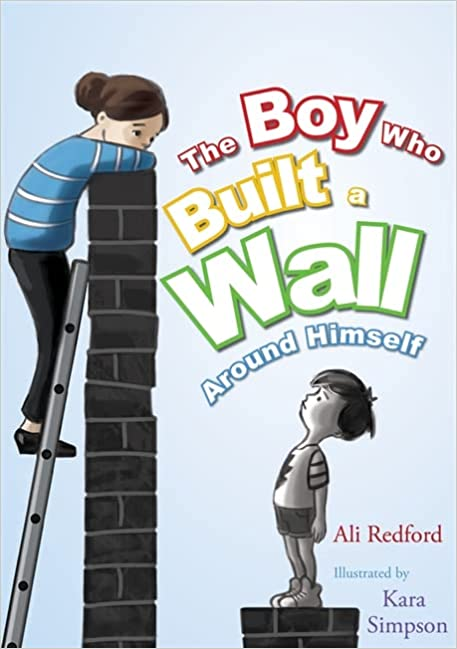 The Boy Who
Built a
Wall
Around Himself
Ali Redford
Illustrated by
Kara
Simpson